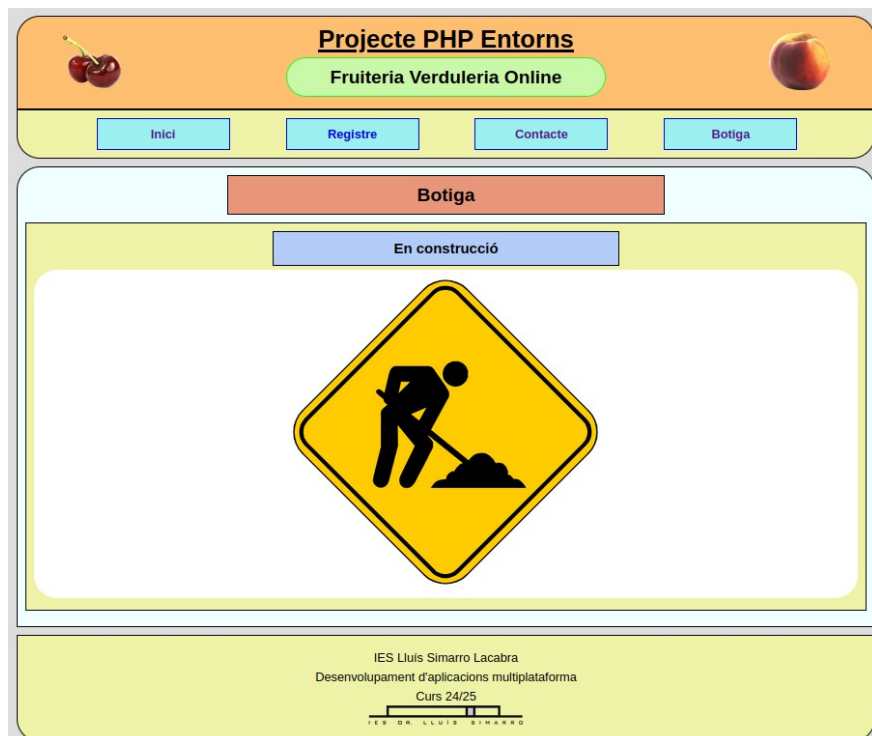 Projecte PHP Entorns
Fruiteria Verduleria Online
Inici Registre Contacte Botiga
Botiga
En construcció
IES Lluís Simarro Lacabra
Desenvolupament d'aplicacions multiplataforma
Curs 24/25
IES DR. LLUÍS SIMARRO